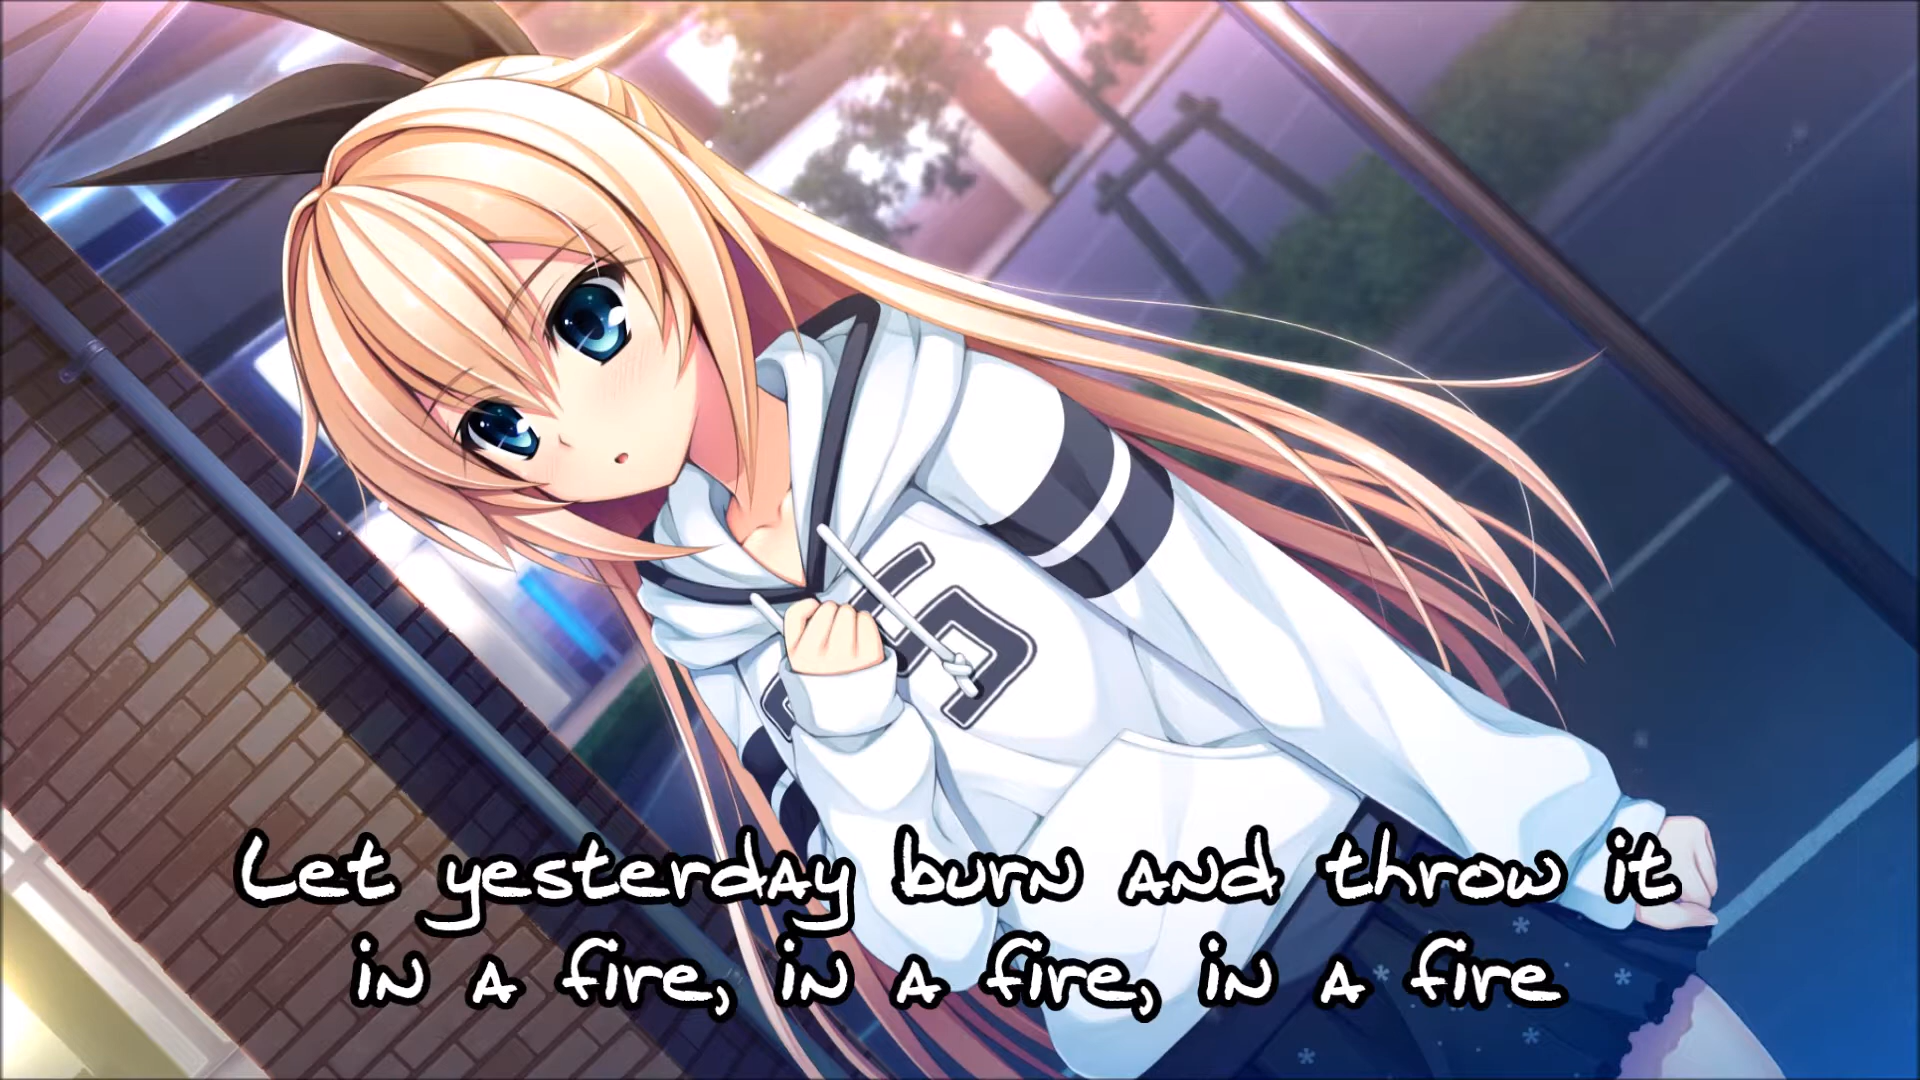 Let yesterday burn and throw it
in a fire, in a fire, in a fire